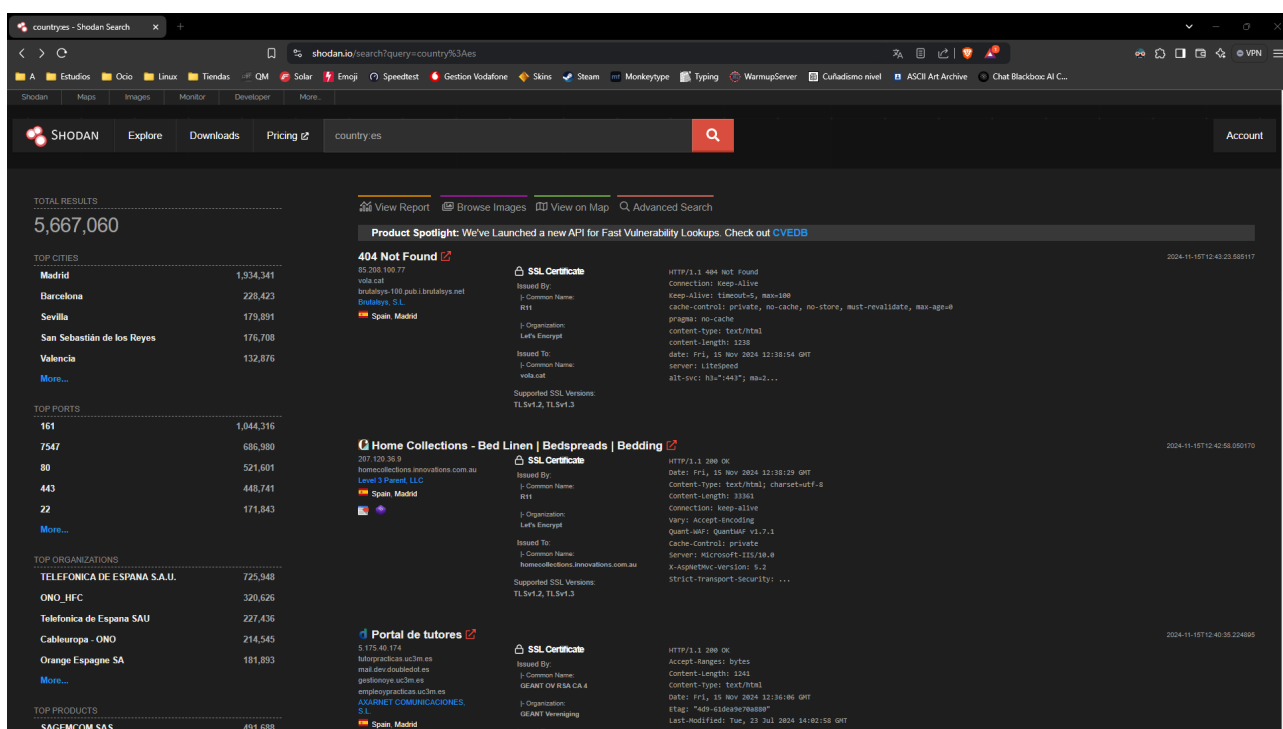 country:es - Shodan Search
shodan.io/search?query=country%3Aes
VPN
A
Estudios
Ocio
Linux
Tiendas
QM
Solar
Emoji
Speedtest
Gestion Vodafone
Skins
Steam
mt Monkeytype
Typing
WarmupServer
Cuñadismo nivel
ASCII Art Archive
Chat Blackbox: AI C...
Shodan
Maps
Images
Monitor
Developer
More...
SHODAN
Explore
Downloads
Pricing
country:es
Account
TOTAL RESULTS
5,667,060
TOP CITIES
Madrid 1,934,341
Barcelona 228,423
Sevilla 179,891
San Sebastián de los Reyes 176,708
Valencia 132,876
More...
TOP PORTS
161 1,044,316
7547 686,980
80 521,601
443 448,741
22 171,843
More...
TOP ORGANIZATIONS
TELEFONICA DE ESPANA S.A.U. 725,948
ONO_HFC 320,626
Telefonica de Espana SAU 227,436
Cableuropa - ONO 214,545
Orange Espagne SA 181,893
More...
TOP PRODUCTS
SAGEMCOM SAS 491,688
View Report
Browse Images
View on Map
Advanced Search
Product Spotlight: We've Launched a new API for Fast Vulnerability Lookups. Check out CVEDB
404 Not Found
2024-11-15T12:43:23.585117
85.208.100.77
vola.cat
brutalsys-100.pub.i.brutalsys.net
Brutalsys, S.L.
Spain, Madrid
SSL Certificate
Issued By:
|- Common Name:
R11
|- Organization:
Let's Encrypt
Issued To:
|- Common Name:
vola.cat
Supported SSL Versions:
TLSv1.2, TLSv1.3
HTTP/1.1 404 Not Found
Connection: Keep-Alive
Keep-Alive: timeout=5, max=100
cache-control: private, no-cache, no-store, must-revalidate, max-age=0
pragma: no-cache
content-type: text/html
content-length: 1238
date: Fri, 15 Nov 2024 12:38:54 GMT
server: LiteSpeed
alt-svc: h3=":443"; ma=2...
Home Collections - Bed Linen | Bedspreads | Bedding
2024-11-15T12:42:58.050170
207.120.36.9
homecollections.innovations.com.au
Level 3 Parent, LLC
Spain, Madrid
SSL Certificate
Issued By:
|- Common Name:
R11
|- Organization:
Let's Encrypt
Issued To:
|- Common Name:
homecollections.innovations.com.au
Supported SSL Versions:
TLSv1.2, TLSv1.3
HTTP/1.1 200 OK
Date: Fri, 15 Nov 2024 12:38:29 GMT
Content-Type: text/html; charset=utf-8
Content-Length: 33361
Connection: keep-alive
Vary: Accept-Encoding
Quant-WAF: QuantWAF v1.7.1
Cache-Control: private
Server: Microsoft-IIS/10.0
X-AspNetMvc-Version: 5.2
Strict-Transport-Security: ...
Portal de tutores
2024-11-15T12:40:35.224895
5.175.40.174
tutorpracticas.uc3m.es
mail.dev.doubledot.es
gestionoye.uc3m.es
empleoypracticas.uc3m.es
AXARNET COMUNICACIONES,
S.L.
Spain, Madrid
SSL Certificate
Issued By:
|- Common Name:
GEANT OV RSA CA 4
|- Organization:
GEANT Vereniging
HTTP/1.1 200 OK
Accept-Ranges: bytes
Content-Length: 1241
Content-Type: text/html
Date: Fri, 15 Nov 2024 12:36:06 GMT
Etag: "4d9-61dea9e70a880"
Last-Modified: Tue, 23 Jul 2024 14:02:58 GMT